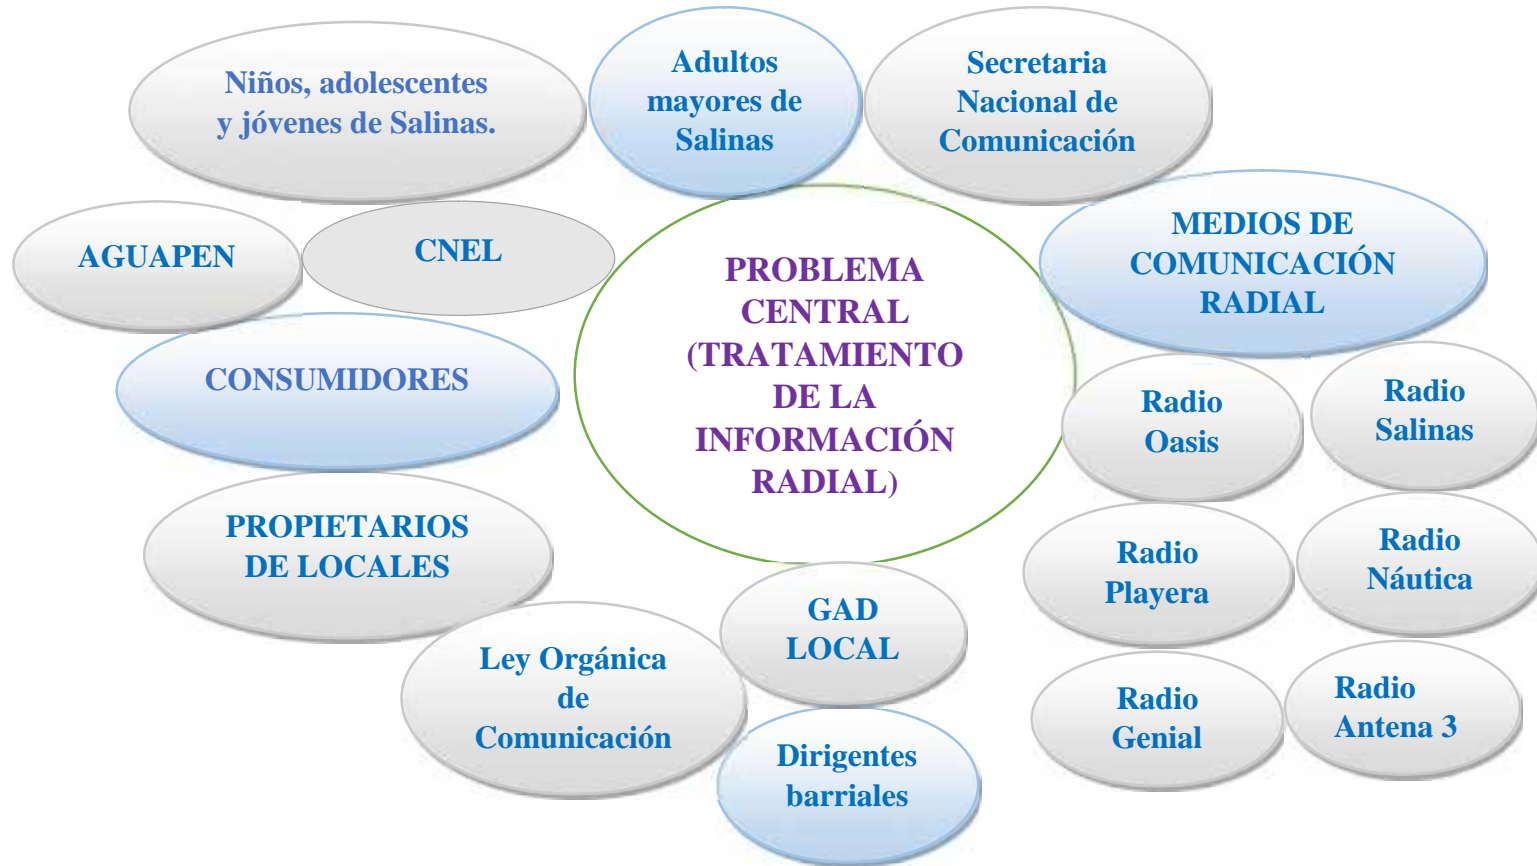 Niños, adolescentes
y jóvenes de Salinas.
Adultos
mayores de
Salinas
Secretaria
Nacional de
Comunicación
AGUAPEN
CNEL
PROBLEMA
CENTRAL
(TRATAMIENTO
DE LA
INFORMACIÓN
RADIAL)
MEDIOS DE
COMUNICACIÓN
RADIAL
CONSUMIDORES
Radio
Oasis
Radio
Salinas
PROPIETARIOS
DE LOCALES
Radio
Playera
Radio
Náutica
GAD
LOCAL
Ley Orgánica
de
Comunicación
Radio
Genial
Radio
Antena 3
Dirigentes
barriales